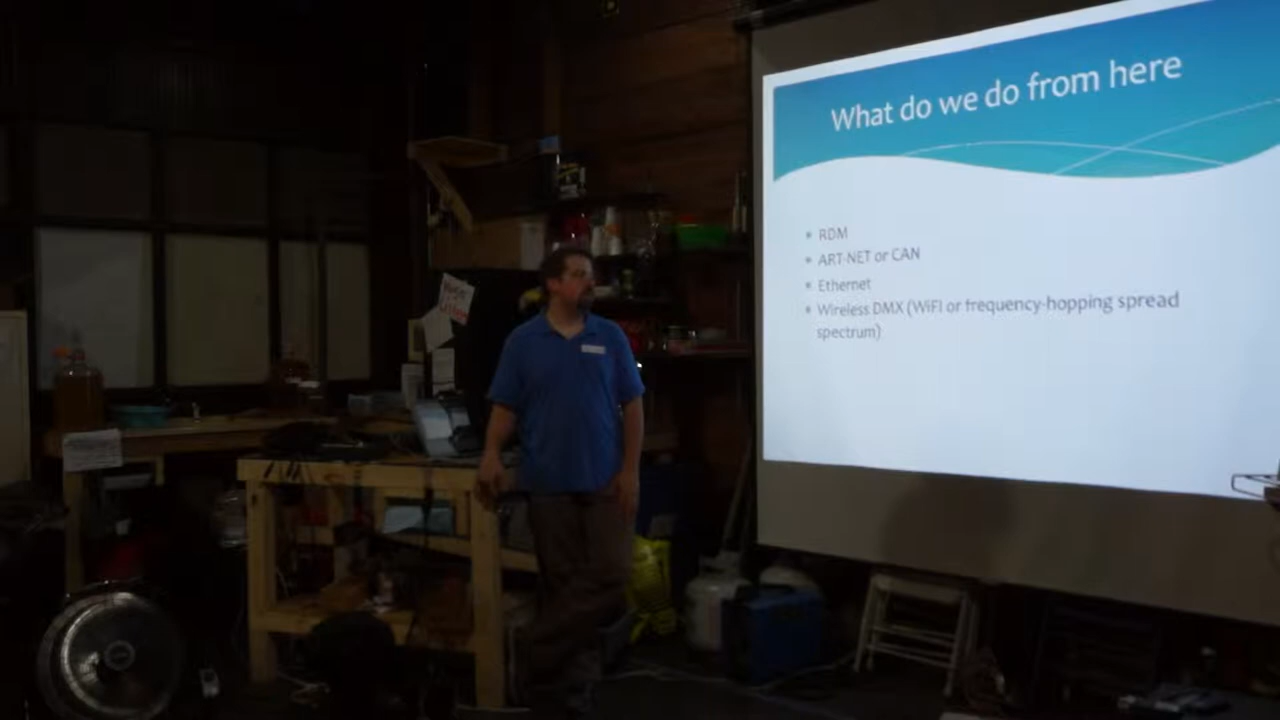 What do we do from here
RDM
ART-NET or CAN
Ethernet
Wireless DMX (WiFI or frequency-hopping spread
spectrum)